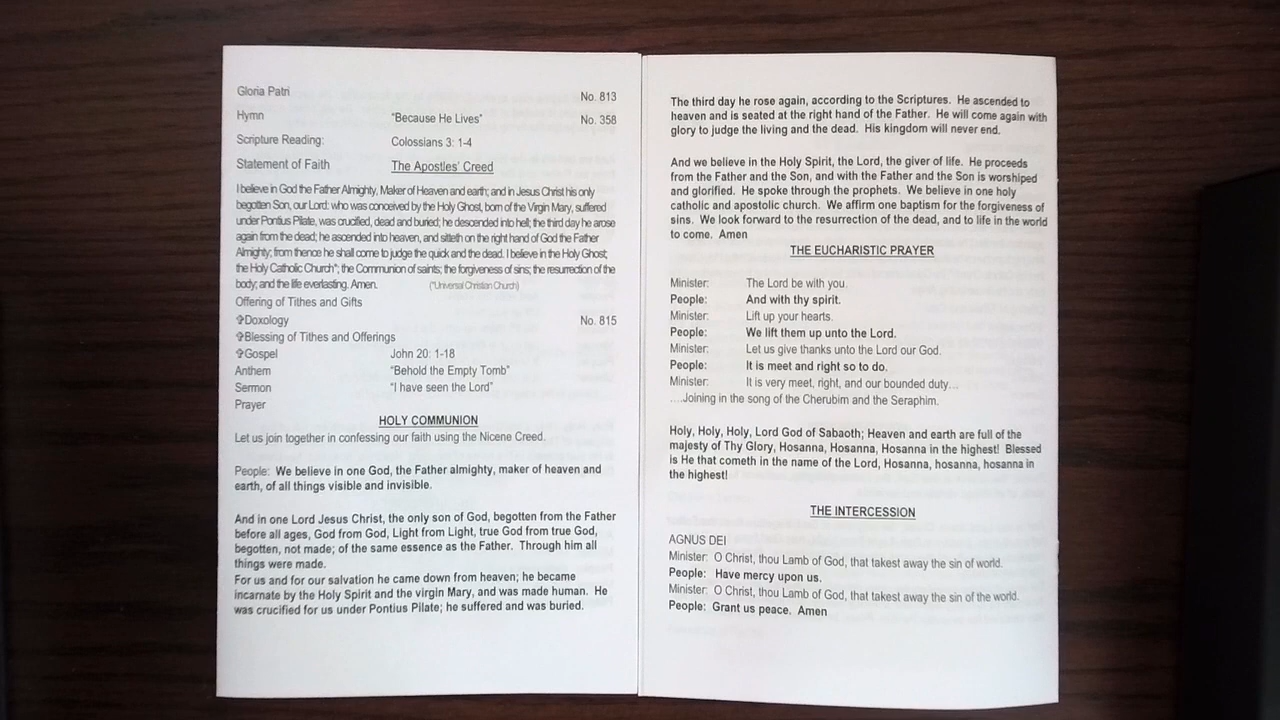 Gloria Patri No. 813
Hymn "Because He Lives" No. 358
Scripture Reading: Colossians 3: 1-4
Statement of Faith The Apostles' Creed
I believe in God the Father Almighty, Maker of Heaven and earth; and in Jesus Christ his only
begotten Son, our Lord: who was conceived by the Holy Ghost, born of the Virgin Mary, suffered
under Pontius Pilate, was crucified, dead and buried; he descended into hell; the third day he arose
again from the dead; he ascended into heaven, and sitteth on the right hand of God the Father
Almighty; from thence he shall come to judge the quick and the dead. I believe in the Holy Ghost;
the Holy Catholic Church*; the Communion of saints; the forgiveness of sins; the resurrection of the
body; and the life everlasting. Amen. (*Universal Christian Church)
Offering of Tithes and Gifts
✞Doxology No. 815
✞Blessing of Tithes and Offerings
✞Gospel John 20: 1-18
Anthem "Behold the Empty Tomb"
Sermon "I have seen the Lord"
Prayer
HOLY COMMUNION
Let us join together in confessing our faith using the Nicene Creed.
People: We believe in one God, the Father almighty, maker of heaven and
earth, of all things visible and invisible.
And in one Lord Jesus Christ, the only son of God, begotten from the Father
before all ages, God from God, Light from Light, true God from true God,
begotten, not made; of the same essence as the Father. Through him all
things were made.
For us and for our salvation he came down from heaven; he became
incarnate by the Holy Spirit and the virgin Mary, and was made human. He
was crucified for us under Pontius Pilate; he suffered and was buried.
The third day he rose again, according to the Scriptures. He ascended to
heaven and is seated at the right hand of the Father. He will come again with
glory to judge the living and the dead. His kingdom will never end.
And we believe in the Holy Spirit, the Lord, the giver of life. He proceeds
from the Father and the Son, and with the Father and the Son is worshiped
and glorified. He spoke through the prophets. We believe in one holy
catholic and apostolic church. We affirm one baptism for the forgiveness of
sins. We look forward to the resurrection of the dead, and to life in the world
to come. Amen
THE EUCHARISTIC PRAYER
Minister: The Lord be with you.
People: And with thy spirit.
Minister: Lift up your hearts.
People: We lift them up unto the Lord.
Minister: Let us give thanks unto the Lord our God.
People: It is meet and right so to do.
Minister: It is very meet, right, and our bounded duty…
….Joining in the song of the Cherubim and the Seraphim.
Holy, Holy, Holy, Lord God of Sabaoth; Heaven and earth are full of the
majesty of Thy Glory, Hosanna, Hosanna, Hosanna in the highest! Blessed
is He that cometh in the name of the Lord, Hosanna, hosanna, hosanna in
the highest!
THE INTERCESSION
AGNUS DEI
Minister: O Christ, thou Lamb of God, that takest away the sin of world.
People: Have mercy upon us.
Minister: O Christ, thou Lamb of God, that takest away the sin of the world.
People: Grant us peace. Amen